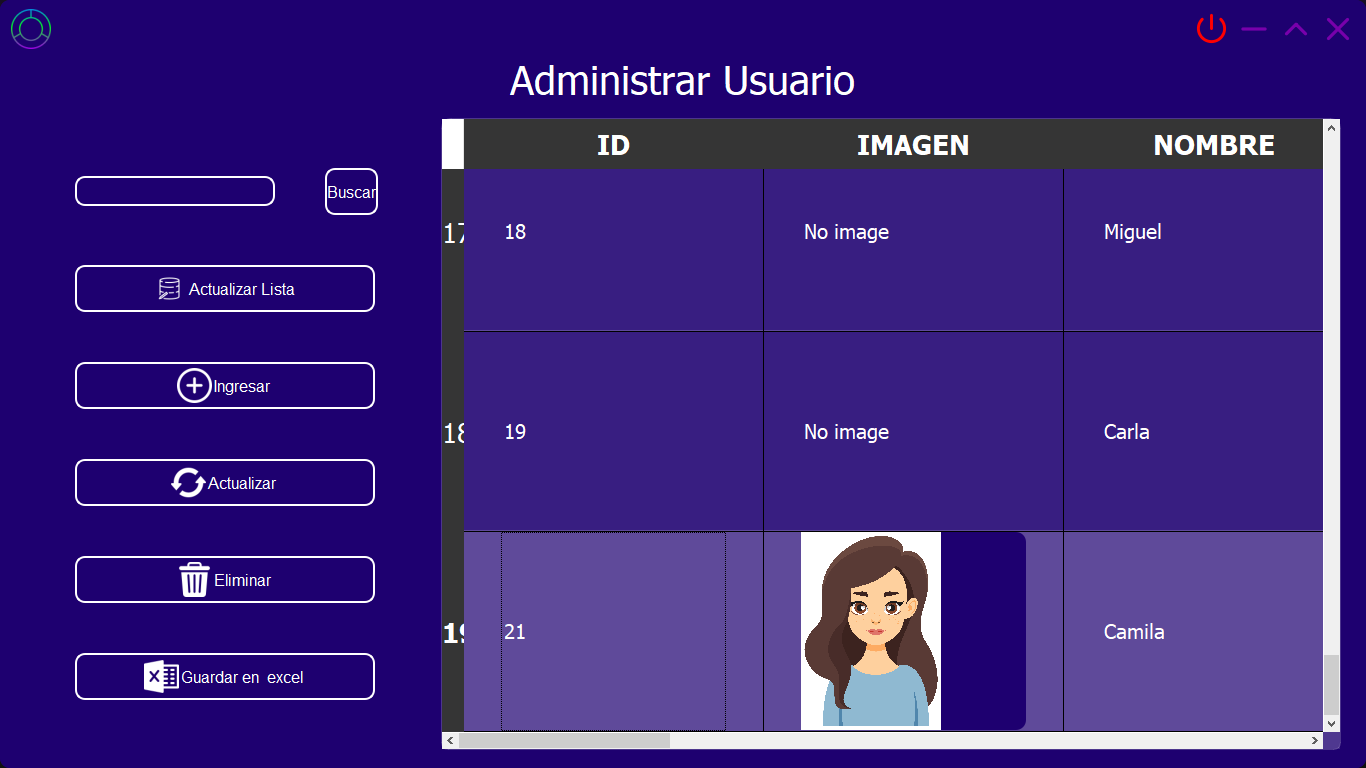 Administrar Usuario
Buscar
Actualizar Lista
Ingresar
Actualizar
Eliminar
Guardar en excel
ID IMAGEN NOMBRE
17 18 No image Miguel
18 19 No image Carla
19 21 Camila